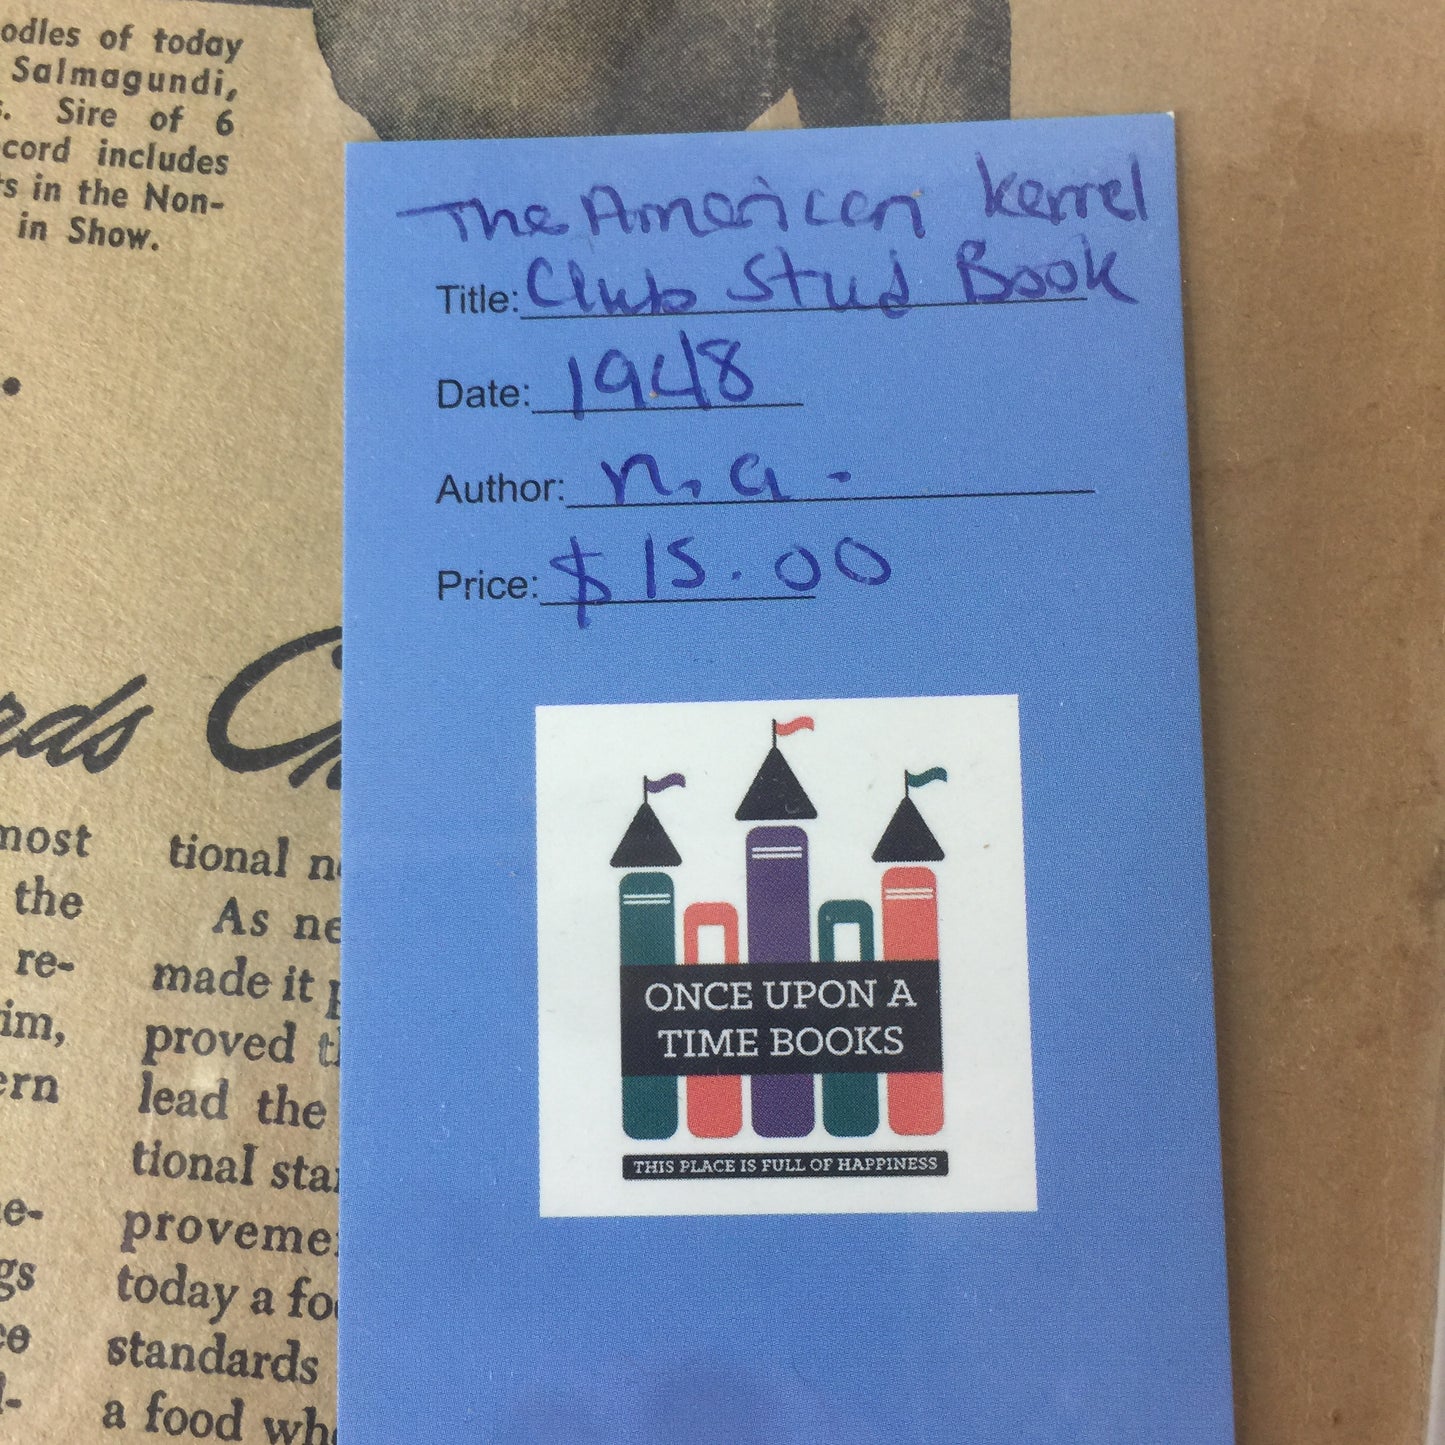 odles of today
Salmagundi,
s. Sire of 6
cord includes
ts in the Non-
in Show.
The American kerrel
Title: Club Stud Book
Date: 1948
Author: n.a.
Price: $15.00
ONCE UPON A
TIME BOOKS
THIS PLACE IS FULL OF HAPPINESS
most
the
re-
im,
ern
e-
gs
tional n
As ne
made it p
proved t
lead the
tional sta
proveme
today a fo
standards
a food wh